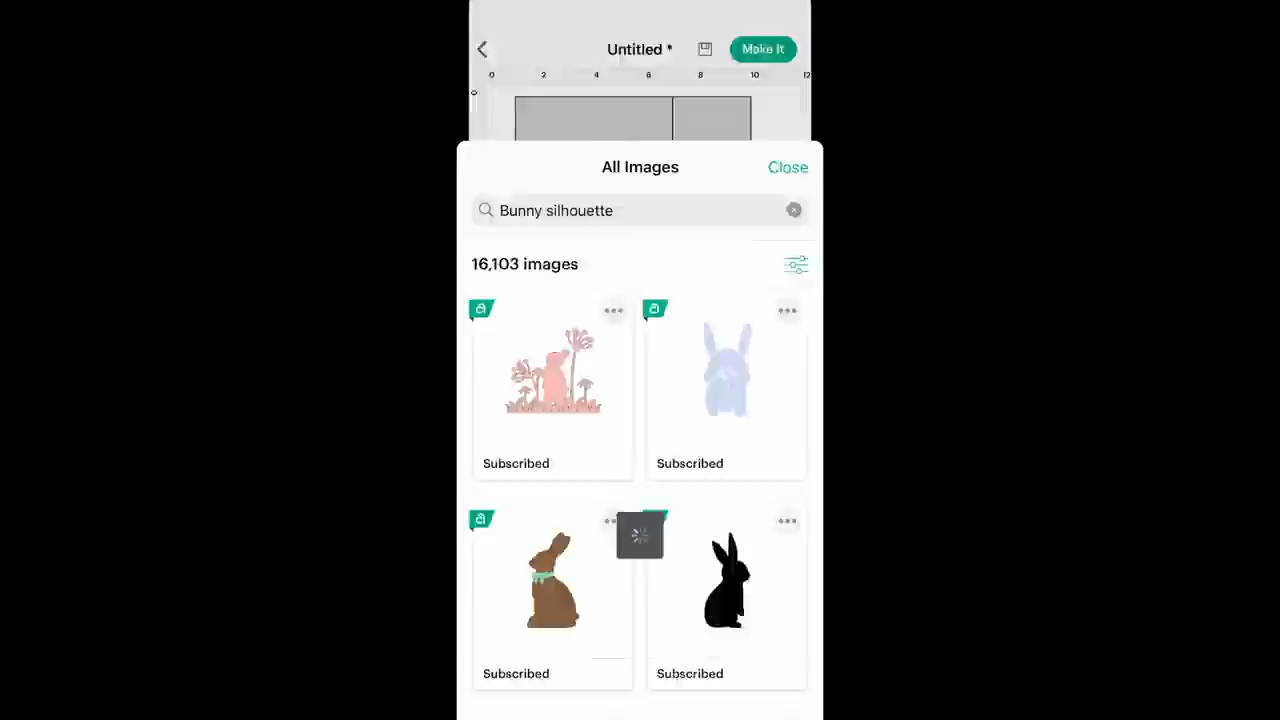 Untitled *
Make It
0 2 4 6 8 10 12
0
All Images
Close
Bunny silhouette
16,103 images
Subscribed
Subscribed
Subscribed
Subscribed